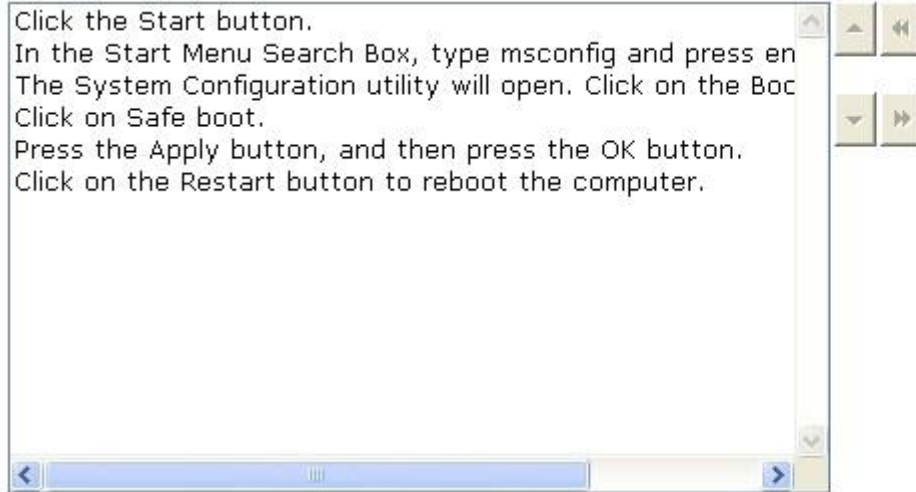 Click the Start button.
In the Start Menu Search Box, type msconfig and press en
The System Configuration utility will open. Click on the Boo
Click on Safe boot.
Press the Apply button, and then press the OK button.
Click on the Restart button to reboot the computer.